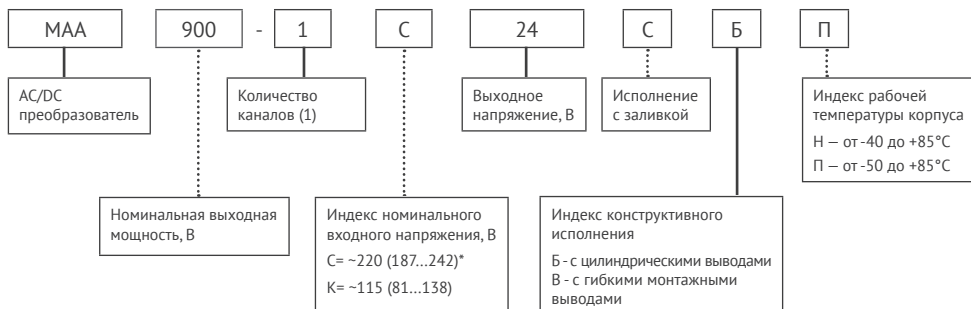 МАА 900 - 1 С 24 С Б П
AC/DC
преобразователь
Количество
каналов (1)
Выходное
напряжение, В
Исполнение
с заливкой
Индекс рабочей
температуры корпуса
Н – от -40 до +85°C
П – от -50 до +85°C
Номинальная выходная
мощность, В
Индекс номинального
входного напряжения, В
С= ~220 (187...242)*
К= ~115 (81...138)
Индекс конструктивного
исполнения
Б - с цилиндрическими выводами
В - с гибкими монтажными
выводами